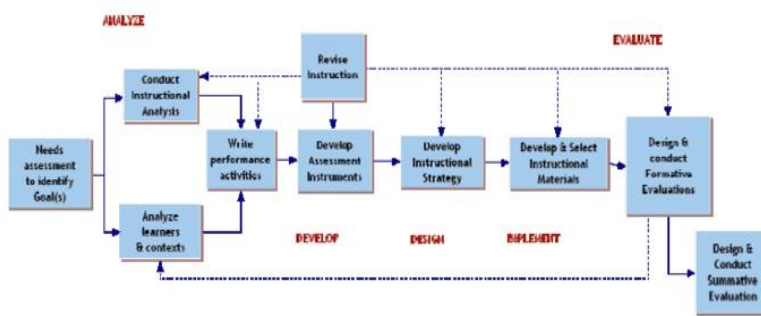 ANALYZE
EVALUATE
Revise
Instruction
Conduct
Instructional
Analysis
Needs
assessment
to identify
Goal(s)
Write
performance
activities
Develop
Assessment
Instruments
Develop
Instructional
Strategy
Develop & Select
Instructional
Materials
Design &
conduct
Formative
Evaluations
Analyze
learners
& contexts
DEVELOP
DESIGN
IMPLEMENT
Design &
Conduct
Summative
Evaluation